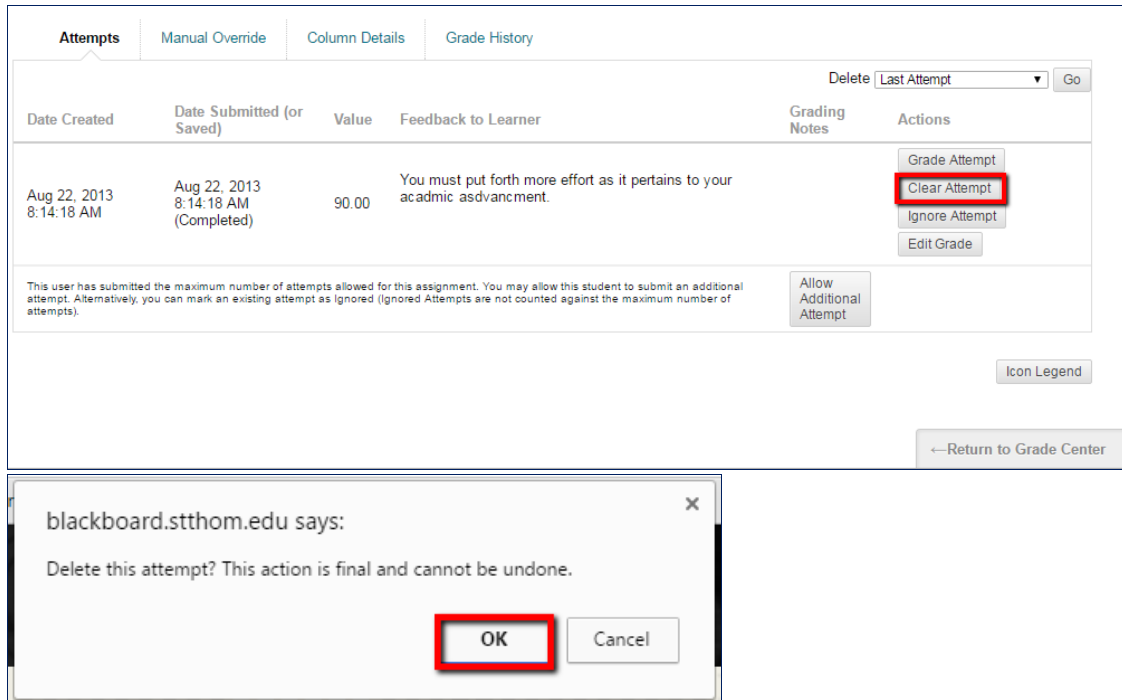 Attempts Manual Override Column Details Grade History
Delete Last Attempt Go
Date Created Date Submitted (or Saved) Value Feedback to Learner Grading Notes Actions
Aug 22, 2013
8:14:18 AM
Aug 22, 2013
8:14:18 AM
(Completed)
90.00
You must put forth more effort as it pertains to your
acadmic asdvancment.
Grade Attempt
Clear Attempt
Ignore Attempt
Edit Grade
This user has submitted the maximum number of attempts allowed for this assignment. You may allow this student to submit an additional
attempt. Alternatively, you can mark an existing attempt as Ignored (Ignored Attempts are not counted against the maximum number of
attempts).
Allow
Additional
Attempt
Icon Legend
←Return to Grade Center
blackboard.stthom.edu says:
Delete this attempt? This action is final and cannot be undone.
OK Cancel